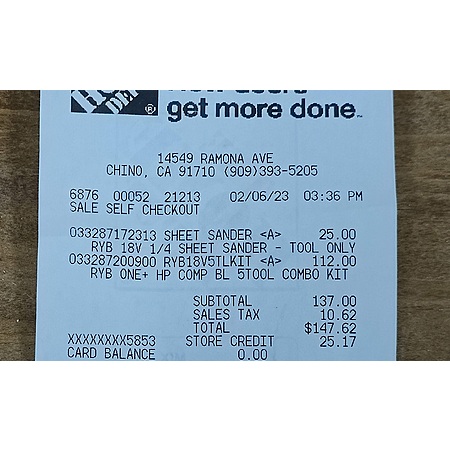 get more done.
14549 RAMONA AVE
CHINO, CA 91710 (909)393-5205
6876 00052 21213 02/06/23 03:36 PM
SALE SELF CHECKOUT
033287172313 SHEET SANDER <A> 25.00
RYB 18V 1/4 SHEET SANDER - TOOL ONLY
033287200900 RYB18V5TLKIT <A> 112.00
RYB ONE+ HP COMP BL 5TOOL COMBO KIT
SUBTOTAL 137.00
SALES TAX 10.62
TOTAL $147.62
XXXXXXXX5853 STORE CREDIT 25.17
CARD BALANCE 0.00